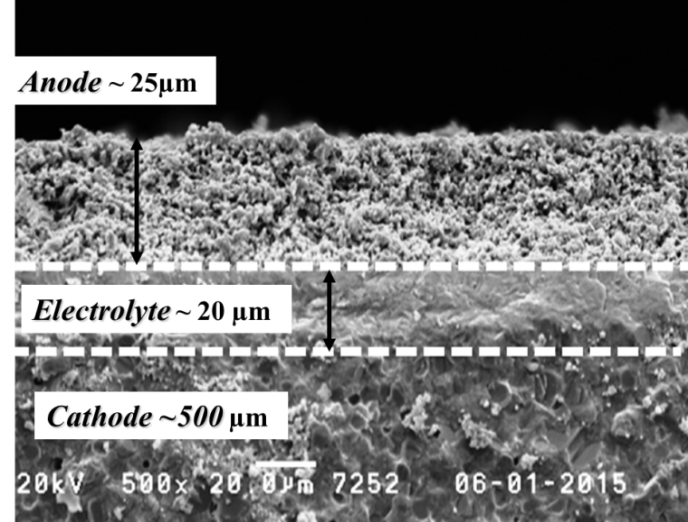 Anode ~ 25µm
Electrolyte ~ 20 µm
Cathode ~500 µm
20kV 500x 20.0µm 7252 06-01-2015